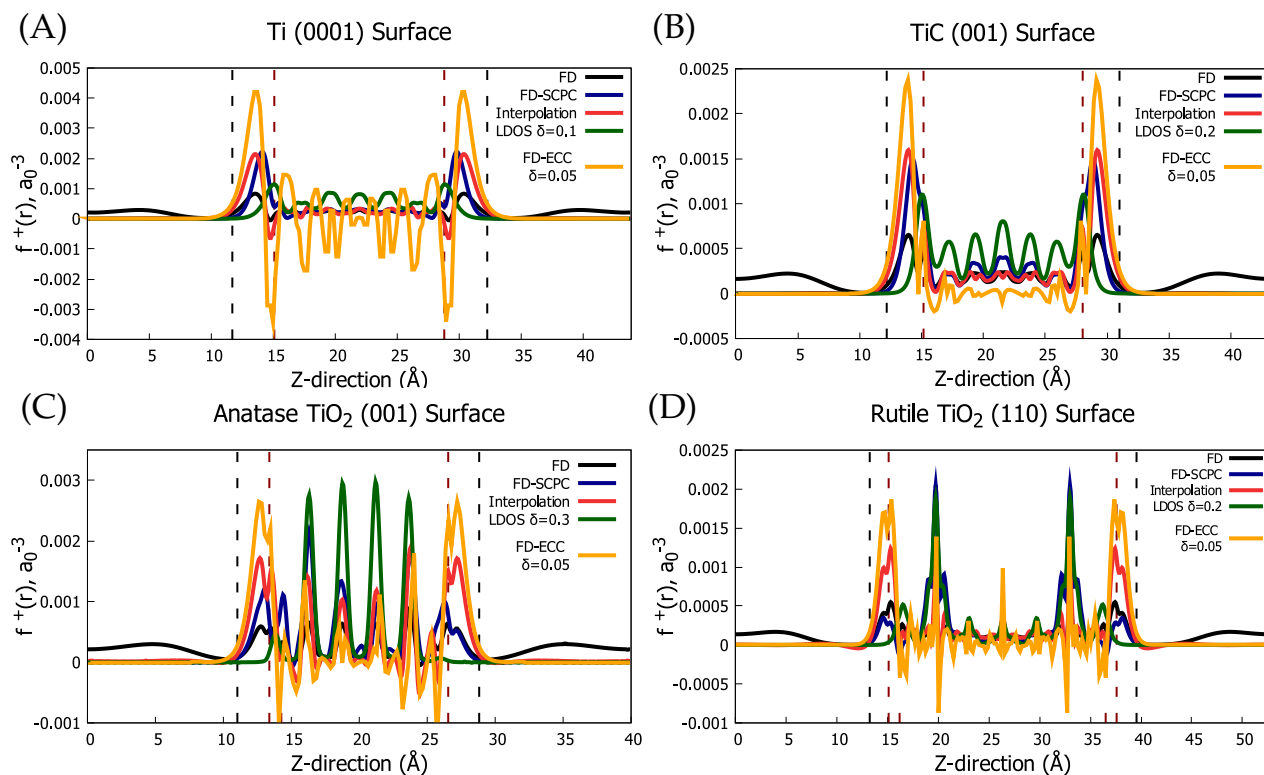 (A)
Ti (0001) Surface
0.005
0.004
0.003
0.002
0.001
0
-0.001
-0.002
-0.003
-0.004
f +(r), a0-3
FD
FD-SCPC
Interpolation
LDOS δ=0.1
FD-ECC
δ=0.05
0 5 10 15 20 25 30 35 40
Z-direction (Å)
(B)
TiC (001) Surface
0.0025
0.002
0.0015
0.001
0.0005
0
-0.0005
f +(r), a0-3
FD
FD-SCPC
Interpolation
LDOS δ=0.2
FD-ECC
δ=0.05
0 5 10 15 20 25 30 35 40
Z-direction (Å)
(C)
Anatase TiO2 (001) Surface
0.003
0.002
0.001
0
-0.001
f +(r), a0-3
FD
FD-SCPC
Interpolation
LDOS δ=0.3
FD-ECC
δ=0.05
0 5 10 15 20 25 30 35 40
Z-direction (Å)
(D)
Rutile TiO2 (110) Surface
0.0025
0.002
0.0015
0.001
0.0005
0
-0.0005
-0.001
f +(r), a0-3
FD
FD-SCPC
Interpolation
LDOS δ=0.2
FD-ECC
δ=0.05
0 5 10 15 20 25 30 35 40 45 50
Z-direction (Å)